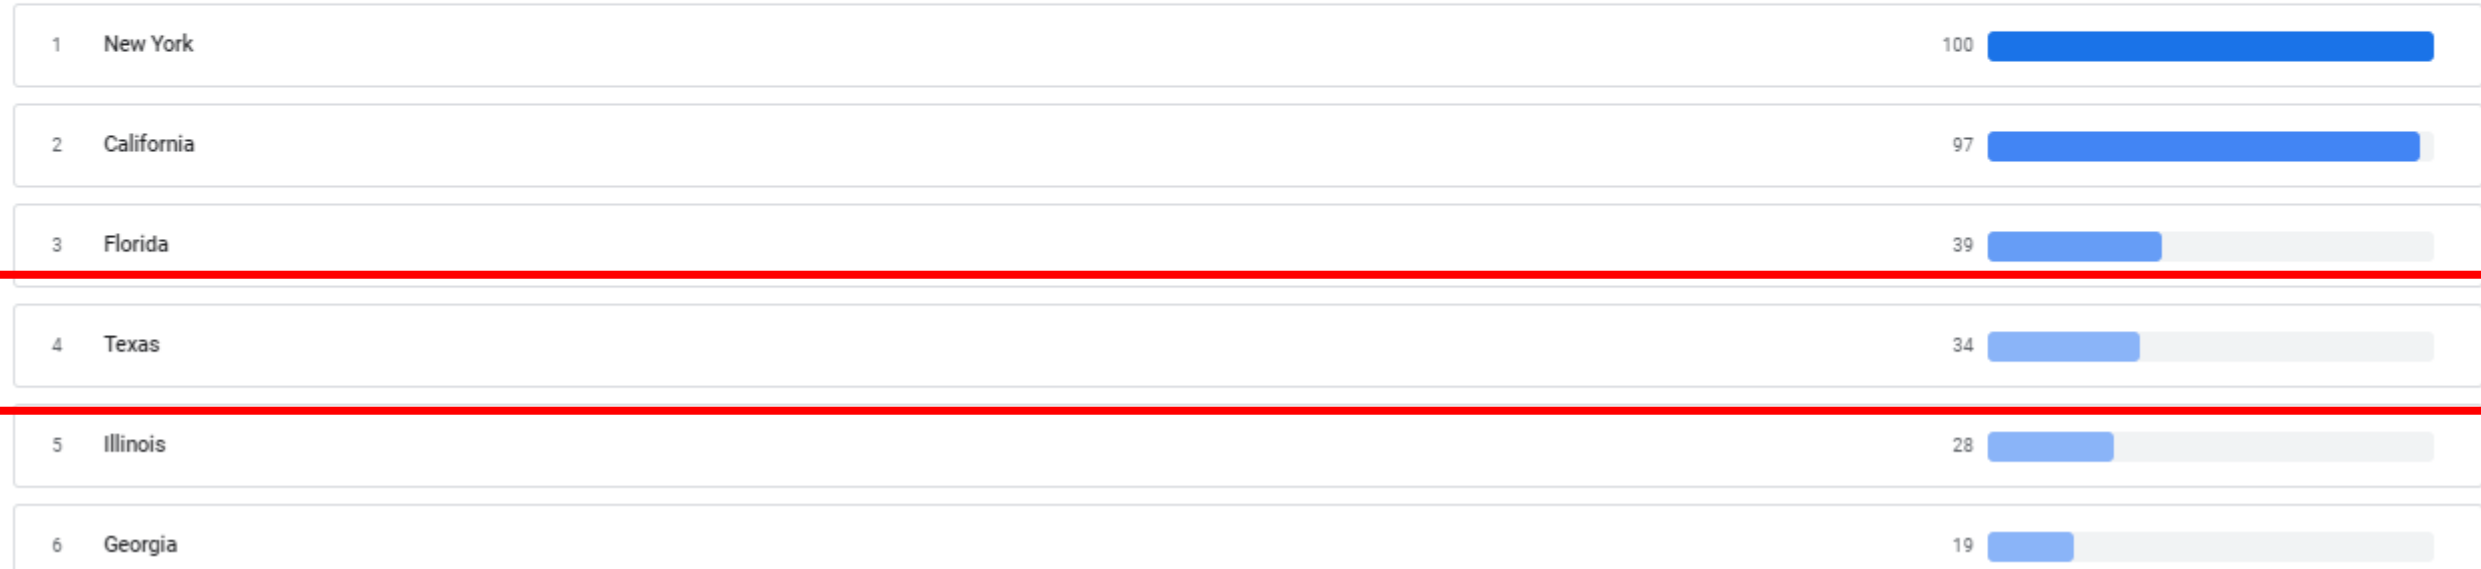 1 New York 100
2 California 97
3 Florida 39
4 Texas 34
5 Illinois 28
6 Georgia 19